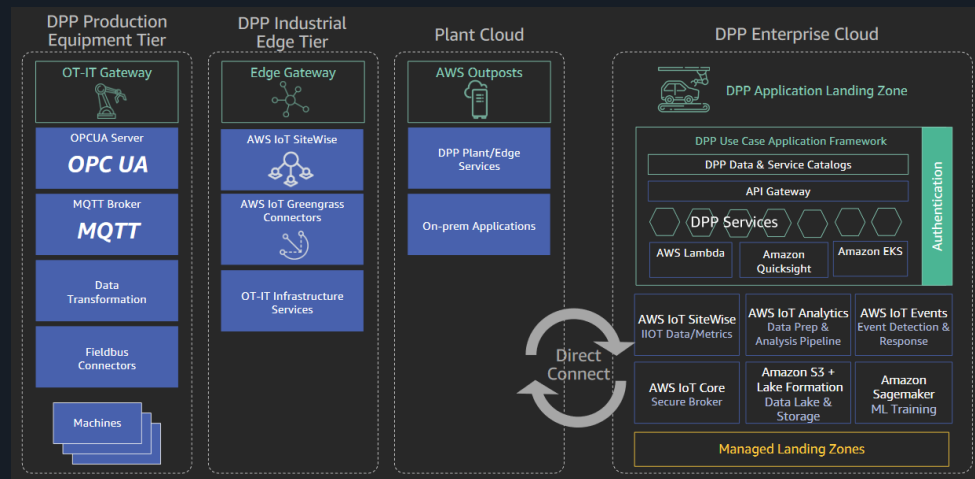 DPP Production
Equipment Tier
OT-IT Gateway
OPCUA Server
OPC UA
MQTT Broker
MQTT
Data
Transformation
Fieldbus
Connectors
Machines
DPP Industrial
Edge Tier
Edge Gateway
AWS IoT SiteWise
AWS IoT Greengrass
Connectors
OT-IT Infrastructure
Services
Plant Cloud
AWS Outposts
DPP Plant/Edge
Services
On-prem Applications
Direct
Connect
DPP Enterprise Cloud
DPP Application Landing Zone
DPP Use Case Application Framework
DPP Data & Service Catalogs
API Gateway
DPP Services
AWS Lambda
Amazon
Quicksight
Amazon EKS
Authentication
AWS IoT SiteWise
IIOT Data/Metrics
AWS IoT Analytics
Data Prep &
Analysis Pipeline
AWS IoT Events
Event Detection &
Response
AWS IoT Core
Secure Broker
Amazon S3 +
Lake Formation
Data Lake &
Storage
Amazon
Sagemaker
ML Training
Managed Landing Zones